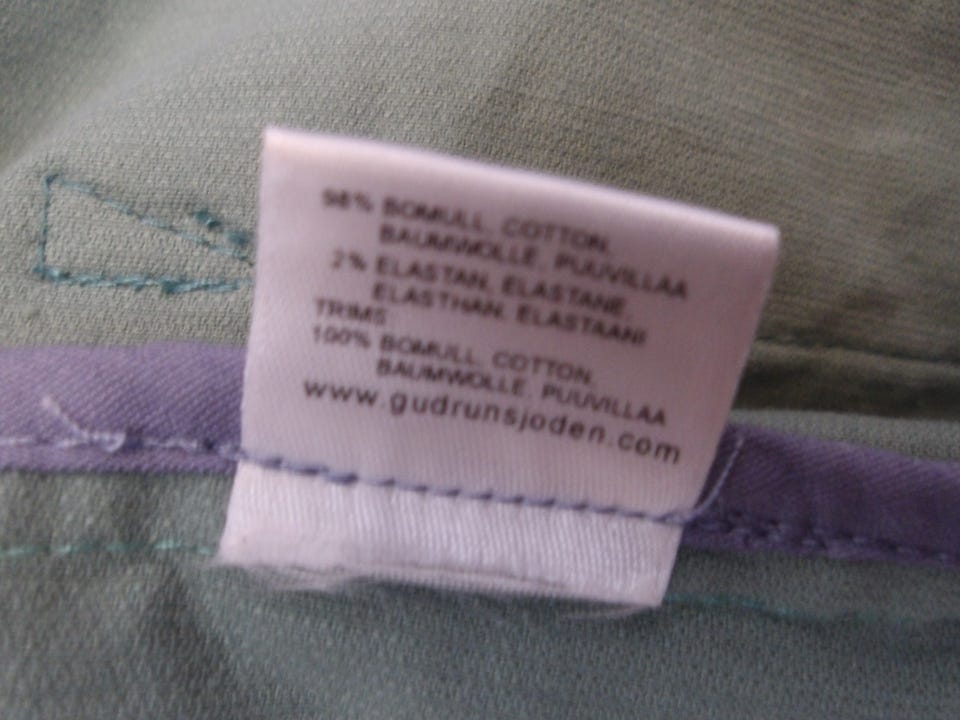 98% BOMULL, COTTON,
BAUMWOLLE, PUUVILLAA
2% ELASTAN, ELASTANE,
ELASTHAN, ELASTAANI
TRIMS:
100% BOMULL, COTTON,
BAUMWOLLE, PUUVILLAA
www.gudrunsjoden.com